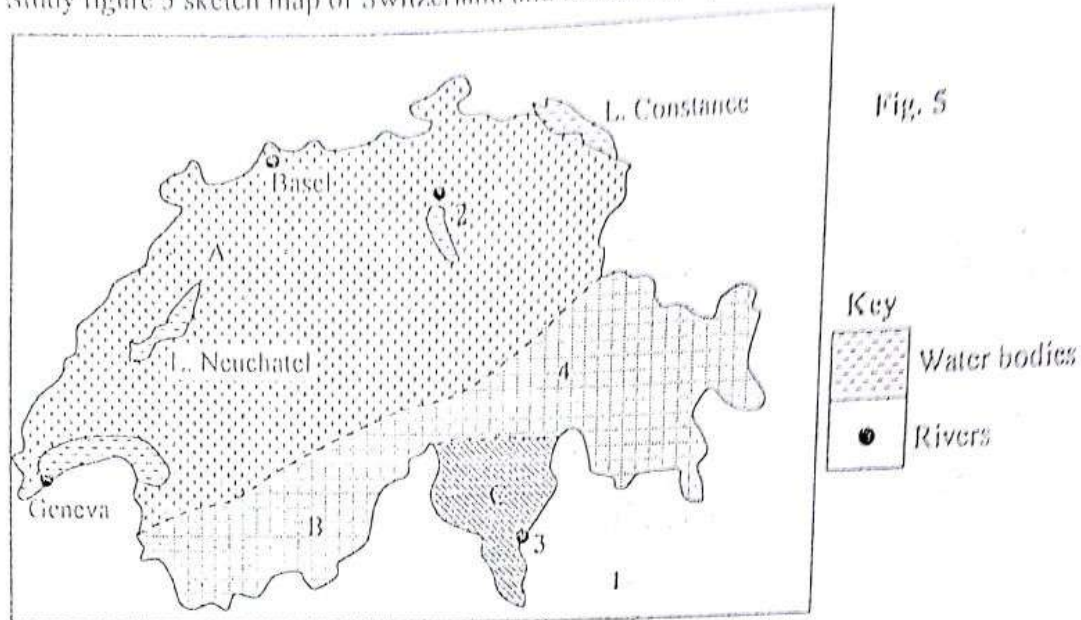 Study figure 5 sketch map of Switzerland
Fig. 5
L. Constance
Basel
2
A
L. Neuchatel
4
Geneva
B
C
3
1
Key
Water bodies
Rivers